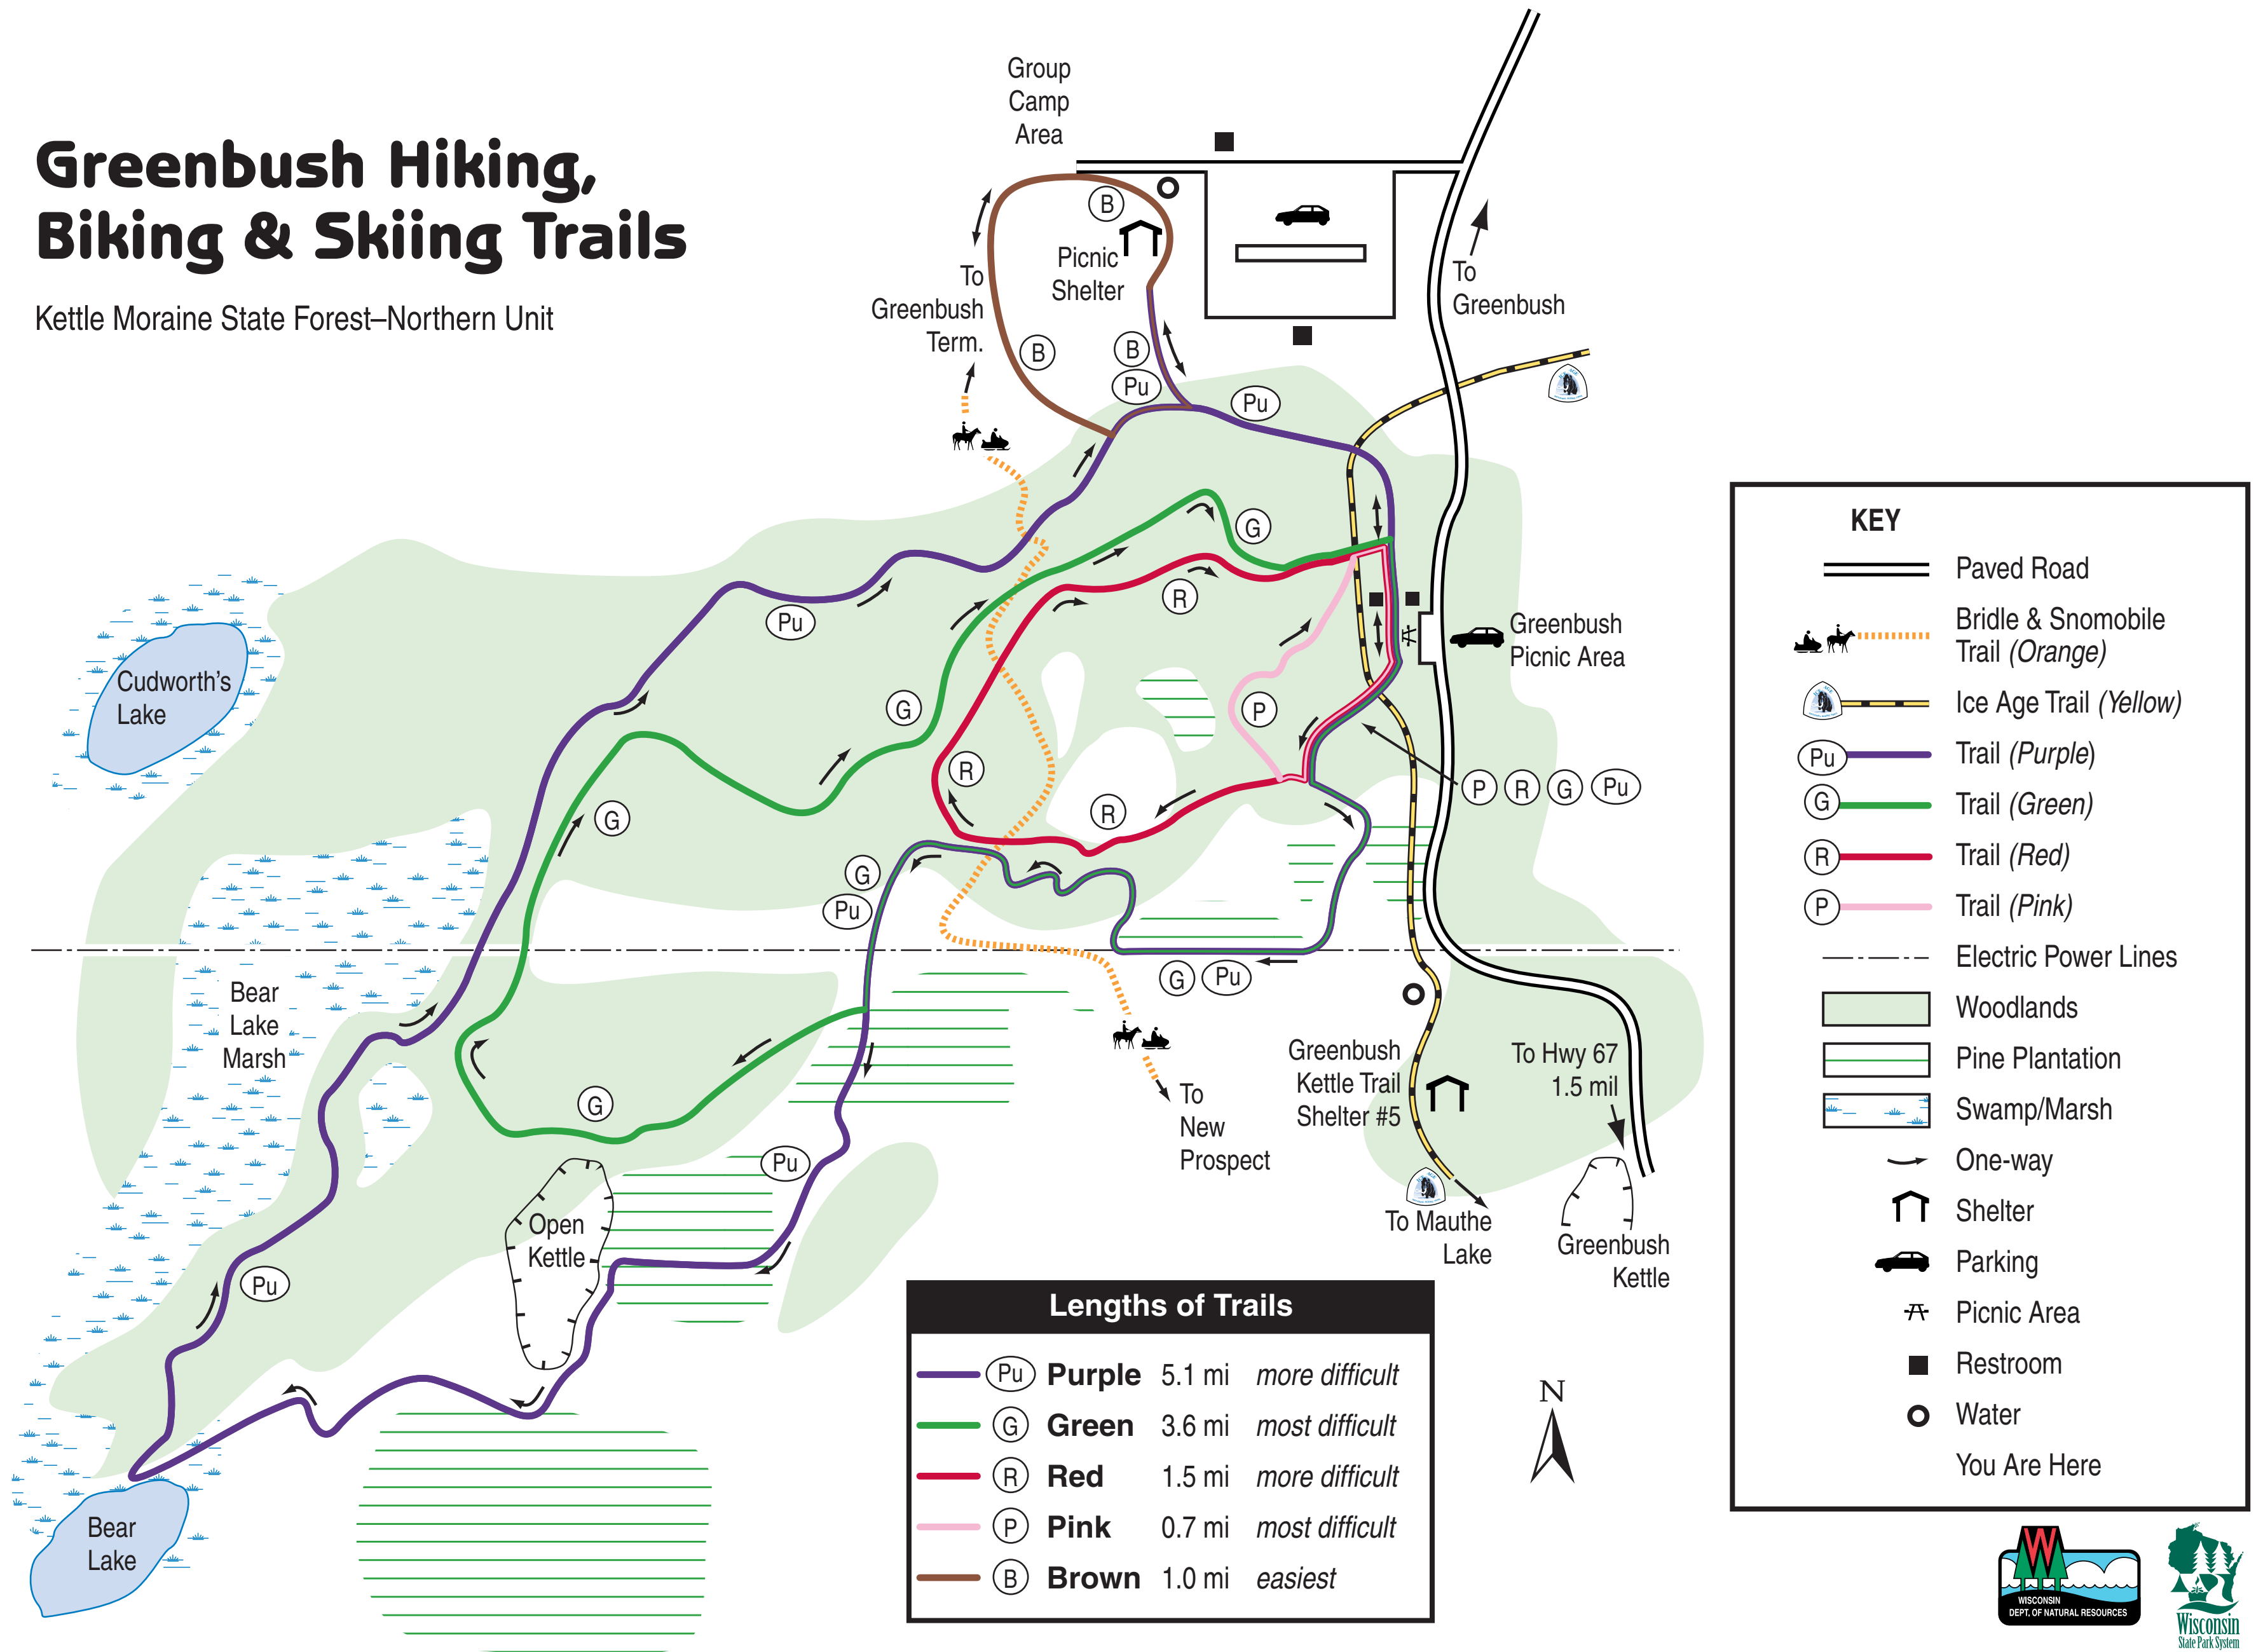 Greenbush Hiking,
Biking & Skiing Trails
Kettle Moraine State Forest–Northern Unit
Group
Camp
Area
B
Picnic
Shelter
To
Greenbush
Term.
B
B
Pu
Pu
To
Greenbush
G
R
Pu
Greenbush
Picnic Area
Cudworth's
Lake
G
P
R
P R G Pu
G
R
G
Pu
G Pu
Bear
Lake
Marsh
G
Pu
To
New
Prospect
Greenbush
Kettle Trail
Shelter #5
To Hwy 67
1.5 mil
To Mauthe
Lake
Greenbush
Kettle
Open
Kettle
Pu
Bear
Lake
Lengths of Trails
Pu Purple 5.1 mi more difficult
G Green 3.6 mi most difficult
R Red 1.5 mi more difficult
P Pink 0.7 mi most difficult
B Brown 1.0 mi easiest
N
KEY
Paved Road
Bridle & Snomobile
Trail (Orange)
Ice Age Trail (Yellow)
Pu Trail (Purple)
G Trail (Green)
R Trail (Red)
P Trail (Pink)
Electric Power Lines
Woodlands
Pine Plantation
Swamp/Marsh
One-way
Shelter
Parking
Picnic Area
Restroom
Water
You Are Here
W
WISCONSIN
DEPT. OF NATURAL RESOURCES
Wisconsin
State Park System